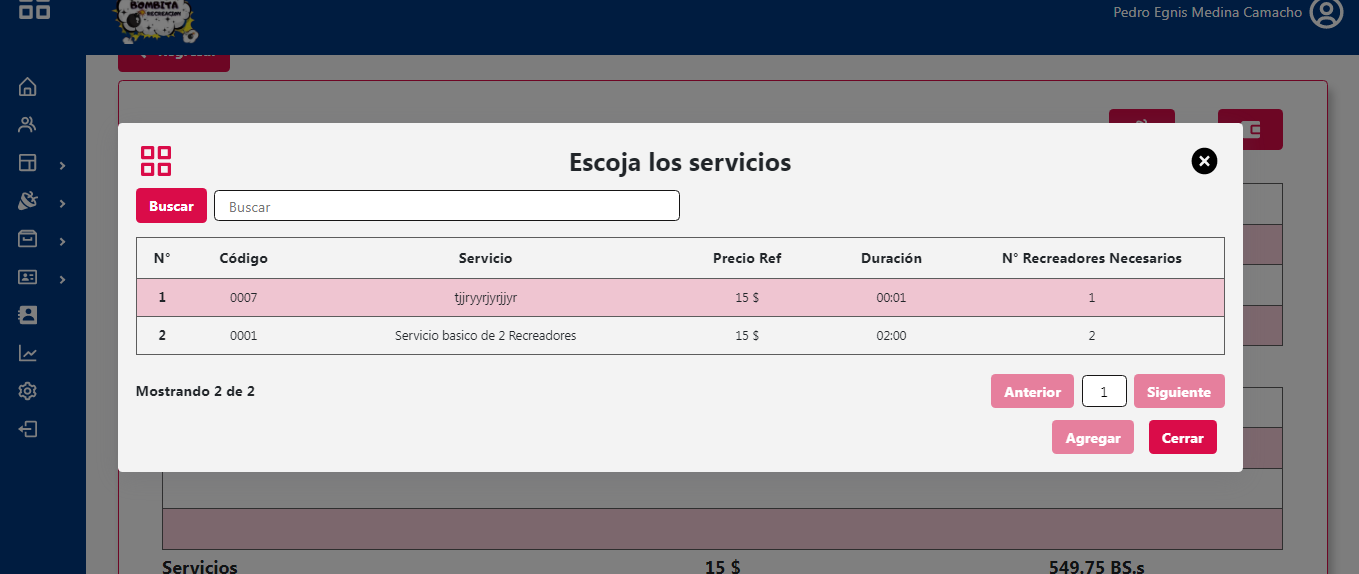 BOMBITA
RECREACION
Pedro Egnis Medina Camacho
Escoja los servicios
Buscar Buscar
N° Código Servicio Precio Ref Duración N° Recreadores Necesarios
1 0007 tjjryyrjyrjjyr 15 $ 00:01 1
2 0001 Servicio basico de 2 Recreadores 15 $ 02:00 2
Mostrando 2 de 2 Anterior 1 Siguiente
Agregar Cerrar
Servicios 15 $ 549.75 BS.s